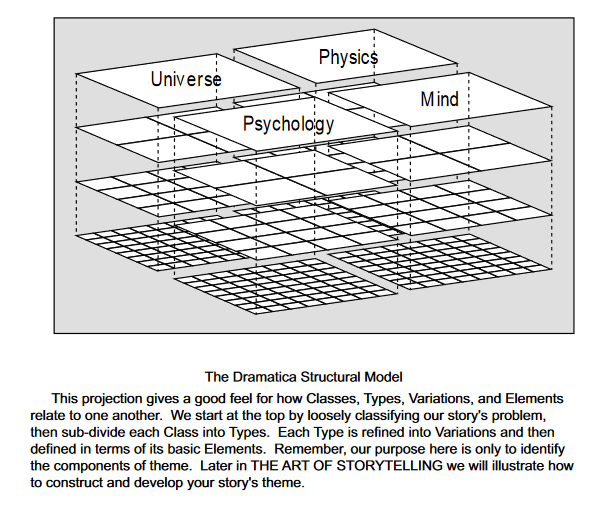 Physics
Universe
Mind
Psychology
The Dramatica Structural Model
This projection gives a good feel for how Classes, Types, Variations, and Elements
relate to one another.  We start at the top by loosely classifying our story's problem,
then sub-divide each Class into Types.  Each Type is refined into Variations and then
defined in terms of its basic Elements.  Remember, our purpose here is only to identify
the components of theme.  Later in THE ART OF STORYTELLING we will illustrate how
to construct and develop your story's theme.